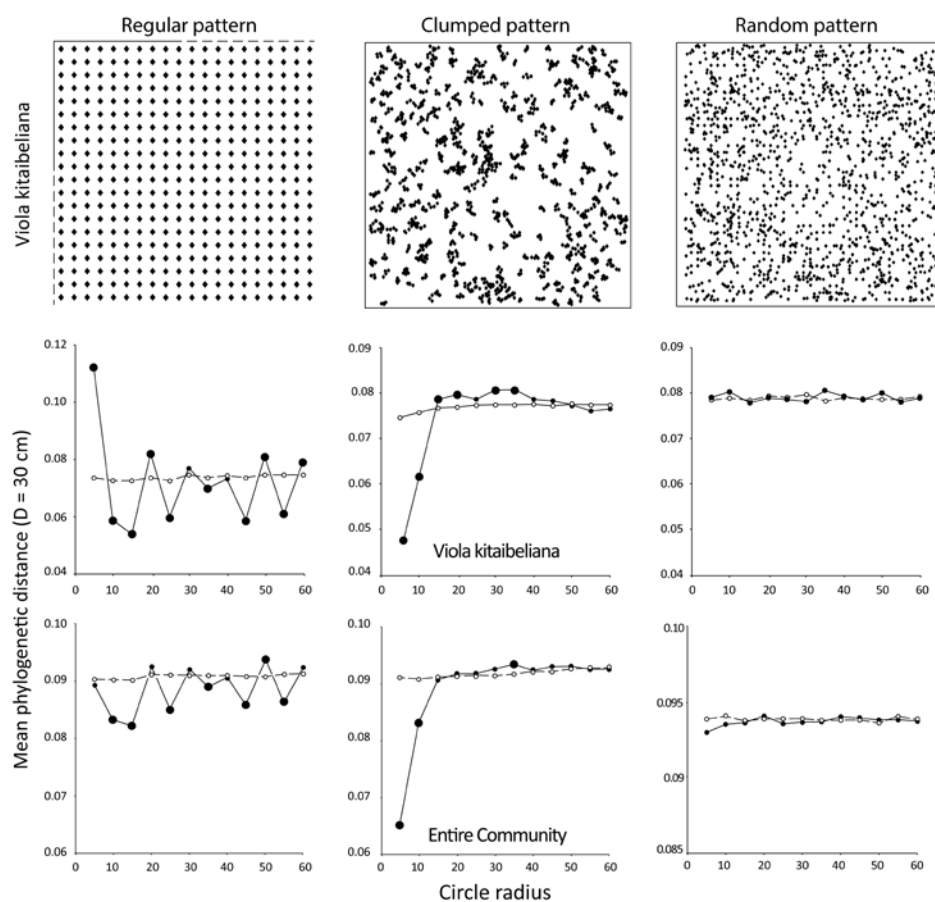 Regular pattern
Clumped pattern
Random pattern
Viola kitaibeliana
Mean phylogenetic distance (D = 30 cm)
0.12
0.10
0.08
0.06
0.04
0 10 20 30 40 50 60
0.09
0.08
0.07
0.06
0.05
0.04
0 10 20 30 40 50 60
Viola kitaibeliana
0.09
0.08
0.07
0.06
0.05
0.04
0 10 20 30 40 50 60
0.10
0.09
0.08
0.07
0.06
0 10 20 30 40 50 60
0.10
0.09
0.08
0.07
0.06
0 10 20 30 40 50 60
Entire Community
0.095
0.095
0.09
0.085
0 10 20 30 40 50 60
Circle radius